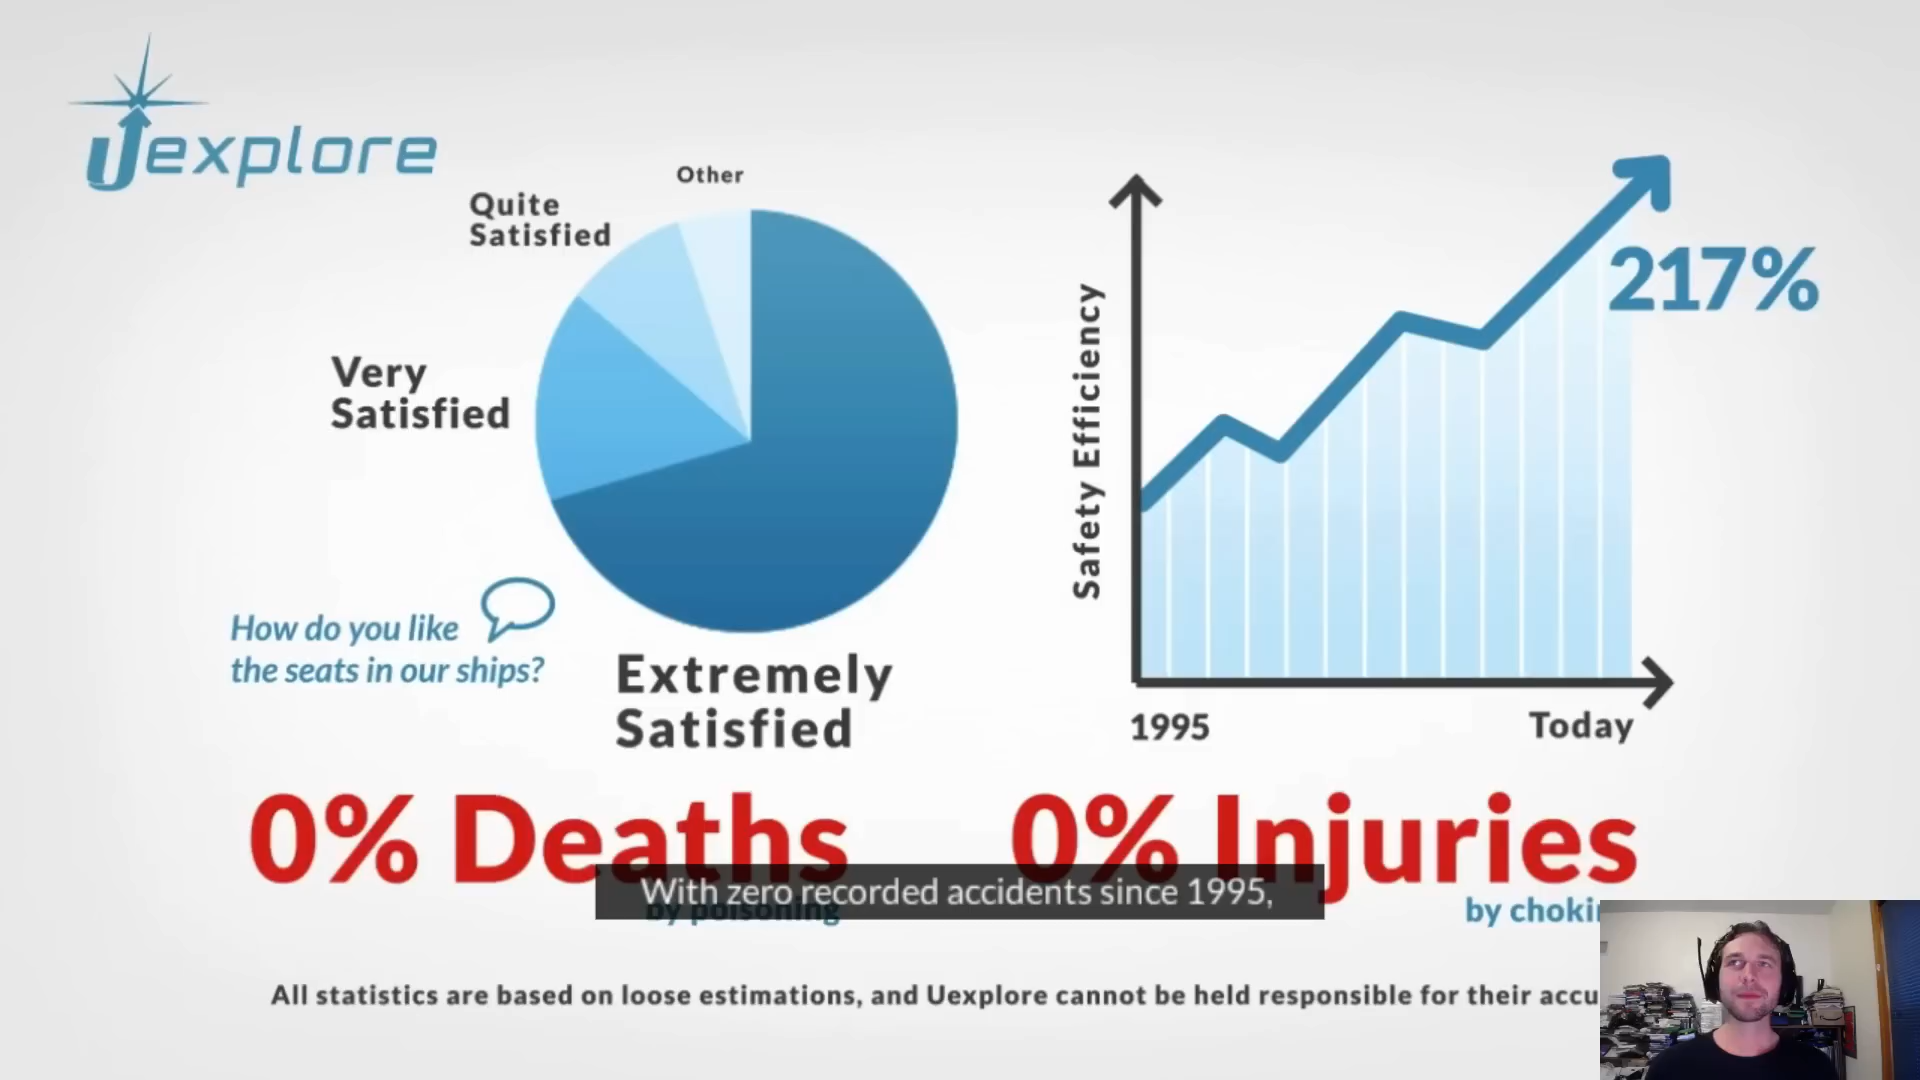 Uexplore
Other
Quite
Satisfied
Very
Satisfied
How do you like
the seats in our ships?
Extremely
Satisfied
Safety Efficiency
217%
1995
Today
0% Deaths
by poisoning
0% Injuries
by choki
With zero recorded accidents since 1995,
All statistics are based on loose estimations, and Uexplore cannot be held responsible for their accu